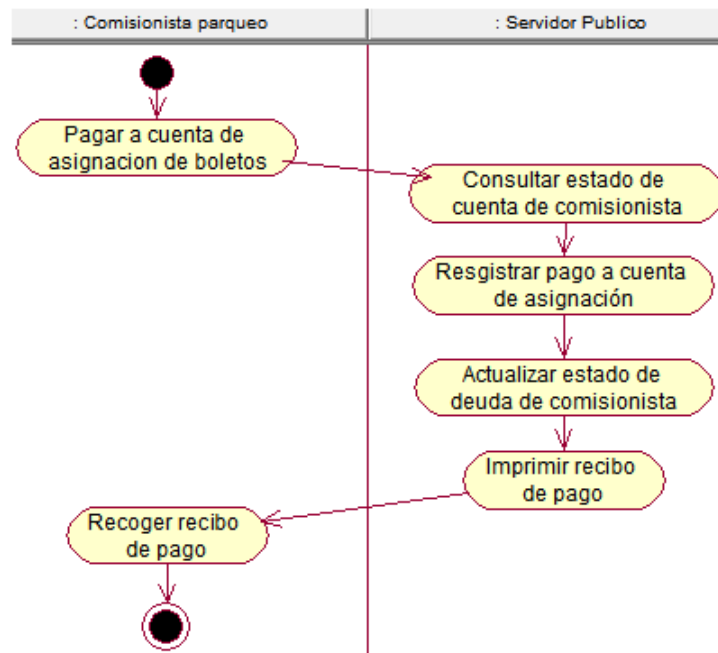 : Comisionista parqueo
: Servidor Publico
Pagar a cuenta de
asignacion de boletos
Consultar estado de
cuenta de comisionista
Resgistrar pago a cuenta
de asignación
Actualizar estado de
deuda de comisionista
Imprimir recibo
de pago
Recoger recibo
de pago